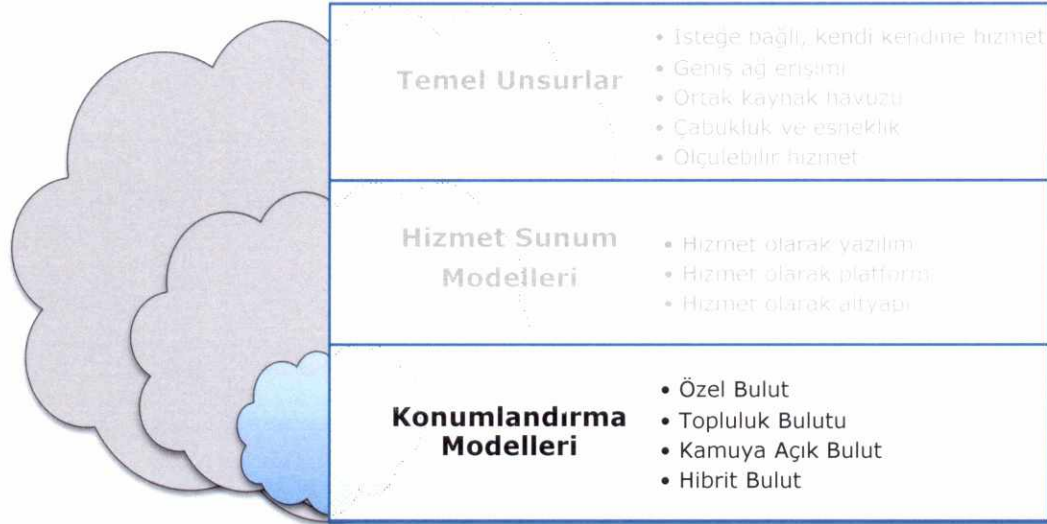 Temel Unsurlar
• İsteğe bağlı, kendi kendine hizmet
• Geniş ağ erişimi
• Ortak kaynak havuzu
• Çabukluk ve esneklik
• Ölçülebilir hizmet
Hizmet Sunum
Modelleri
• Hizmet olarak yazılım
• Hizmet olarak platform
• Hizmet olarak altyapı
Konumlandırma
Modelleri
• Özel Bulut
• Topluluk Bulutu
• Kamuya Açık Bulut
• Hibrit Bulut